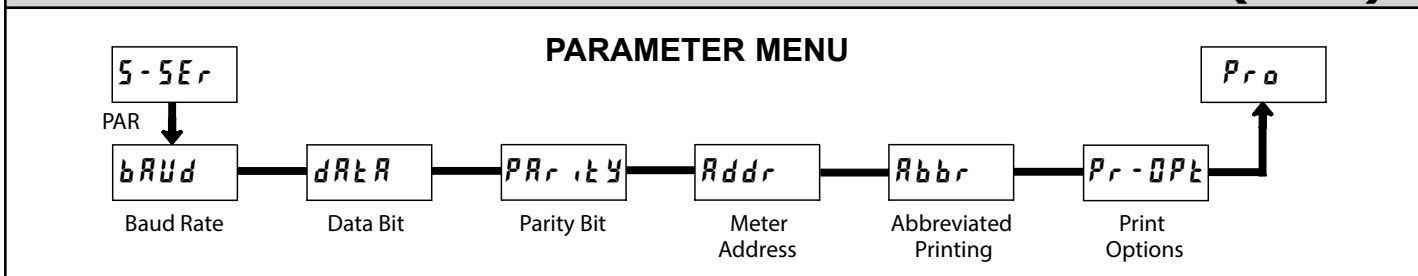 PARAMETER MENU
5-SEr
Pro
PAR
bAUd
dAtA
PAritY
Addr
Abbr
Pr-OPt
Baud Rate
Data Bit
Parity Bit
Meter
Address
Abbreviated
Printing
Print
Options